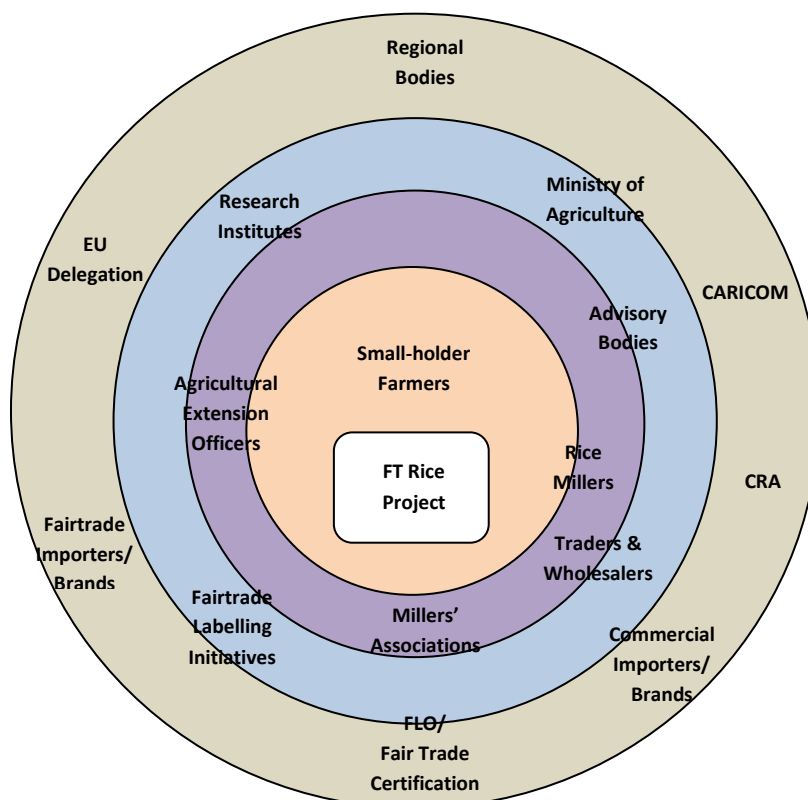 Regional
Bodies
Ministry of
Agriculture
Research
Institutes
EU
Delegation
CARICOM
Advisory
Bodies
Small-holder
Farmers
Agricultural
Extension
Officers
FT Rice
Project
Rice
Millers
CRA
Fairtrade
Importers/
Brands
Traders &
Wholesalers
Fairtrade
Labelling
Initiatives
Millers’
Associations
Commercial
Importers/
Brands
FLO/
Fair Trade
Certification